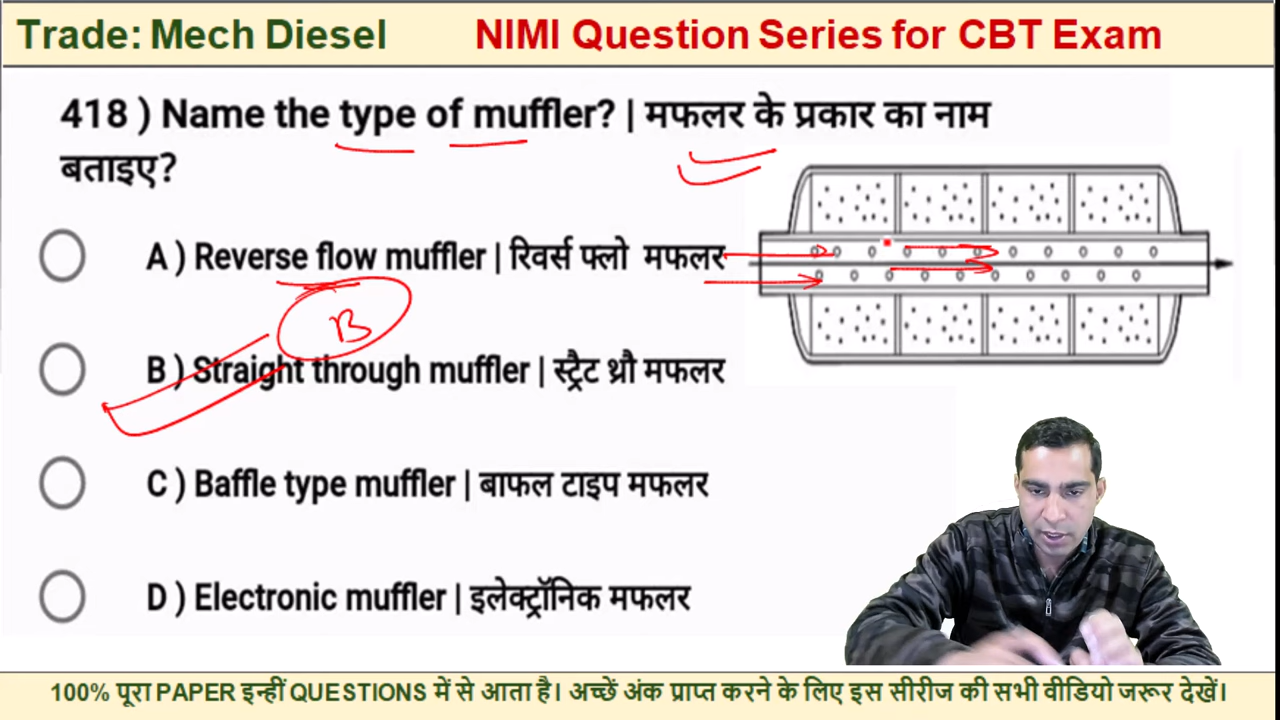 Trade: Mech Diesel NIMI Question Series for CBT Exam
418 ) Name the type of muffler? | मफलर के प्रकार का नाम
बताइए?
A ) Reverse flow muffler | रिवर्स फ्लो मफलर
B
B ) Straight through muffler | स्ट्रैट थ्रौ मफलर
C ) Baffle type muffler | बाफल टाइप मफलर
D ) Electronic muffler | इलेक्ट्रॉनिक मफलर
100% पूरा PAPER इन्हीं QUESTIONS में से आता है। अच्छें अंक प्राप्त करने के लिए इस सीरीज की सभी वीडियो जरूर देखें।